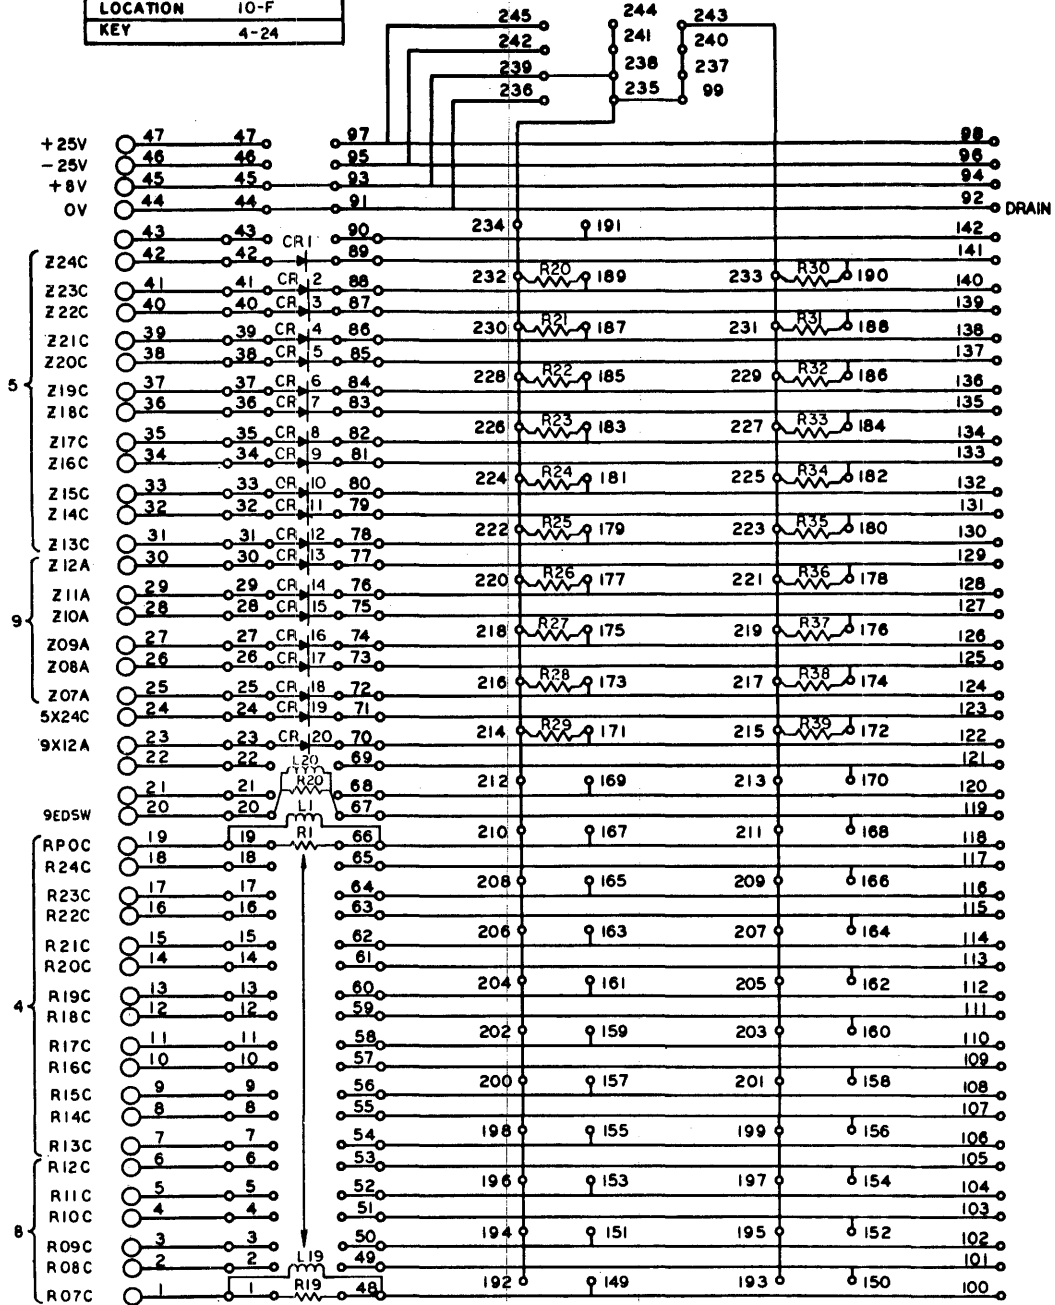 LOCATION 10-F
KEY 4-24
245 244 243
242 241 240
239 238 237
236 235 99
+25V 47 47 97 98
-25V 46 46 95 96
+8V 45 45 93 94
0V 44 44 91 92 DRAIN
43 43 90 234 191 142
Z24C 42 42 CR1 89 141
Z23C 41 41 CR 2 88 232 R20 189 233 R30 190 140
Z22C 40 40 CR 3 87 139
Z21C 39 39 CR 4 86 230 R21 187 231 R31 188 138
Z20C 38 38 CR 5 85 137
5
Z19C 37 37 CR 6 84 228 R22 185 229 R32 186 136
Z18C 36 36 CR 7 83 135
Z17C 35 35 CR 8 82 226 R23 183 227 R33 184 134
Z16C 34 34 CR 9 81 133
Z15C 33 33 CR 10 80 224 R24 181 225 R34 182 132
Z14C 32 32 CR 11 79 131
Z13C 31 31 CR 12 78 222 R25 179 223 R35 180 130
Z12A 30 30 CR 13 77 129
Z11A 29 29 CR 14 76 220 R26 177 221 R36 178 128
Z10A 28 28 CR 15 75 127
9
Z09A 27 27 CR 16 74 218 R27 175 219 R37 176 126
Z08A 26 26 CR 17 73 125
Z07A 25 25 CR 18 72 216 R28 173 217 R38 174 124
5X24C 24 24 CR 19 71 123
9X12A 23 23 CR 20 70 214 R29 171 215 R39 172 122
22 22 L20 69 121
21 21 R20 68 212 169 213 170 120
9EDSW 20 20 L1 67 119
RP0C 19 19 R1 66 210 167 211 168 118
R24C 18 18 65 117
R23C 17 17 64 208 165 209 166 116
R22C 16 16 63 115
R21C 15 15 62 206 163 207 164 114
R20C 14 14 61 113
4
R19C 13 13 60 204 161 205 162 112
R18C 12 12 59 111
R17C 11 11 58 202 159 203 160 110
R16C 10 10 57 109
R15C 9 9 56 200 157 201 158 108
R14C 8 8 55 107
R13C 7 7 54 198 155 199 156 106
R12C 6 6 53 105
R11C 5 5 52 196 153 197 154 104
R10C 4 4 51 103
8
R09C 3 3 50 194 151 195 152 102
R08C 2 2 L19 49 101
R07C 1 1 R19 48 192 149 193 150 100